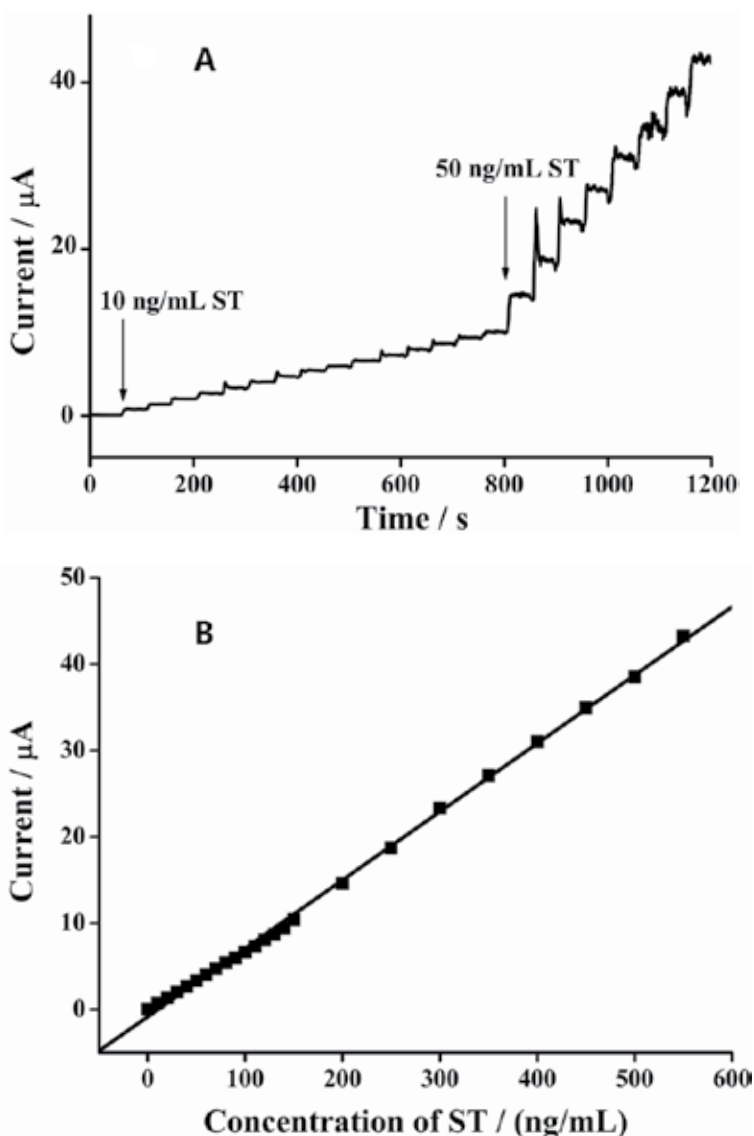 A
40
50 ng/mL ST
20
10 ng/mL ST
0
Current / μA
0 200 400 600 800 1000 1200
Time / s
50
B
40
30
20
10
0
Current / μA
0 100 200 300 400 500 600
Concentration of ST / (ng/mL)